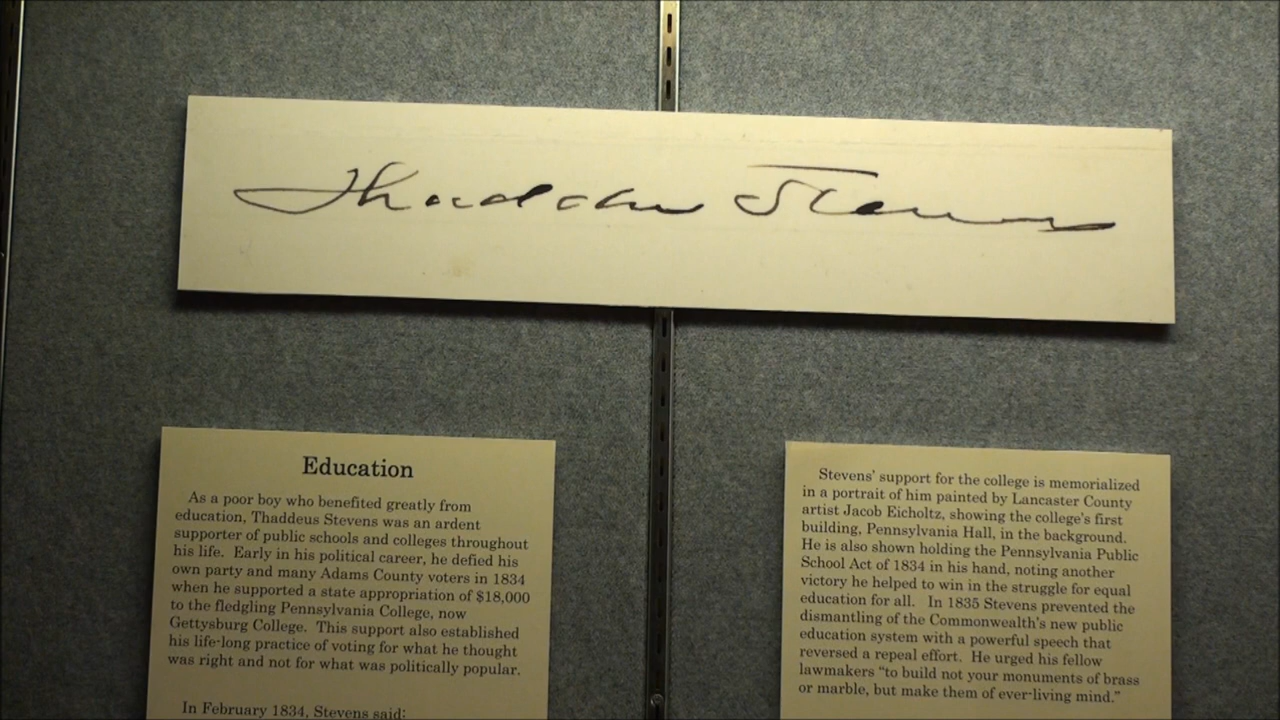 Thaddeus Stevens
Education
As a poor boy who benefited greatly from
education, Thaddeus Stevens was an ardent
supporter of public schools and colleges throughout
his life. Early in his political career, he defied his
own party and many Adams County voters in 1834
when he supported a state appropriation of $18,000
to the fledgling Pennsylvania College, now
Gettysburg College. This support also established
his life-long practice of voting for what he thought
was right and not for what was politically popular.
In February 1834, Stevens said:
Stevens' support for the college is memorialized
in a portrait of him painted by Lancaster County
artist Jacob Eicholtz, showing the college's first
building, Pennsylvania Hall, in the background.
He is also shown holding the Pennsylvania Public
School Act of 1834 in his hand, noting another
victory he helped to win in the struggle for equal
education for all. In 1835 Stevens prevented the
dismantling of the Commonwealth's new public
education system with a powerful speech that
reversed a repeal effort. He urged his fellow
lawmakers "to build not your monuments of brass
or marble, but make them of ever-living mind."